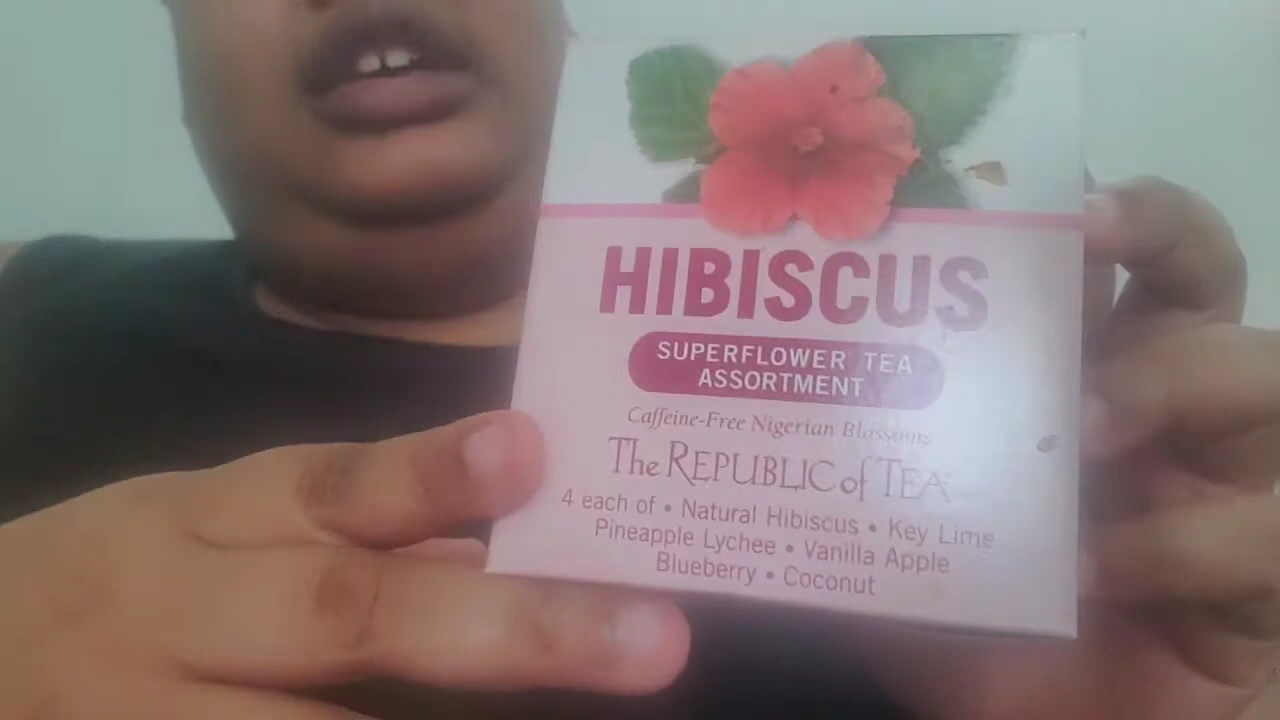 HIBISCUS
SUPERFLOWER TEA
ASSORTMENT
Caffeine-Free Nigerian Blossoms
The REPUBLIC of TEA
4 each of • Natural Hibiscus • Key Lime
Pineapple Lychee • Vanilla Apple
Blueberry • Coconut